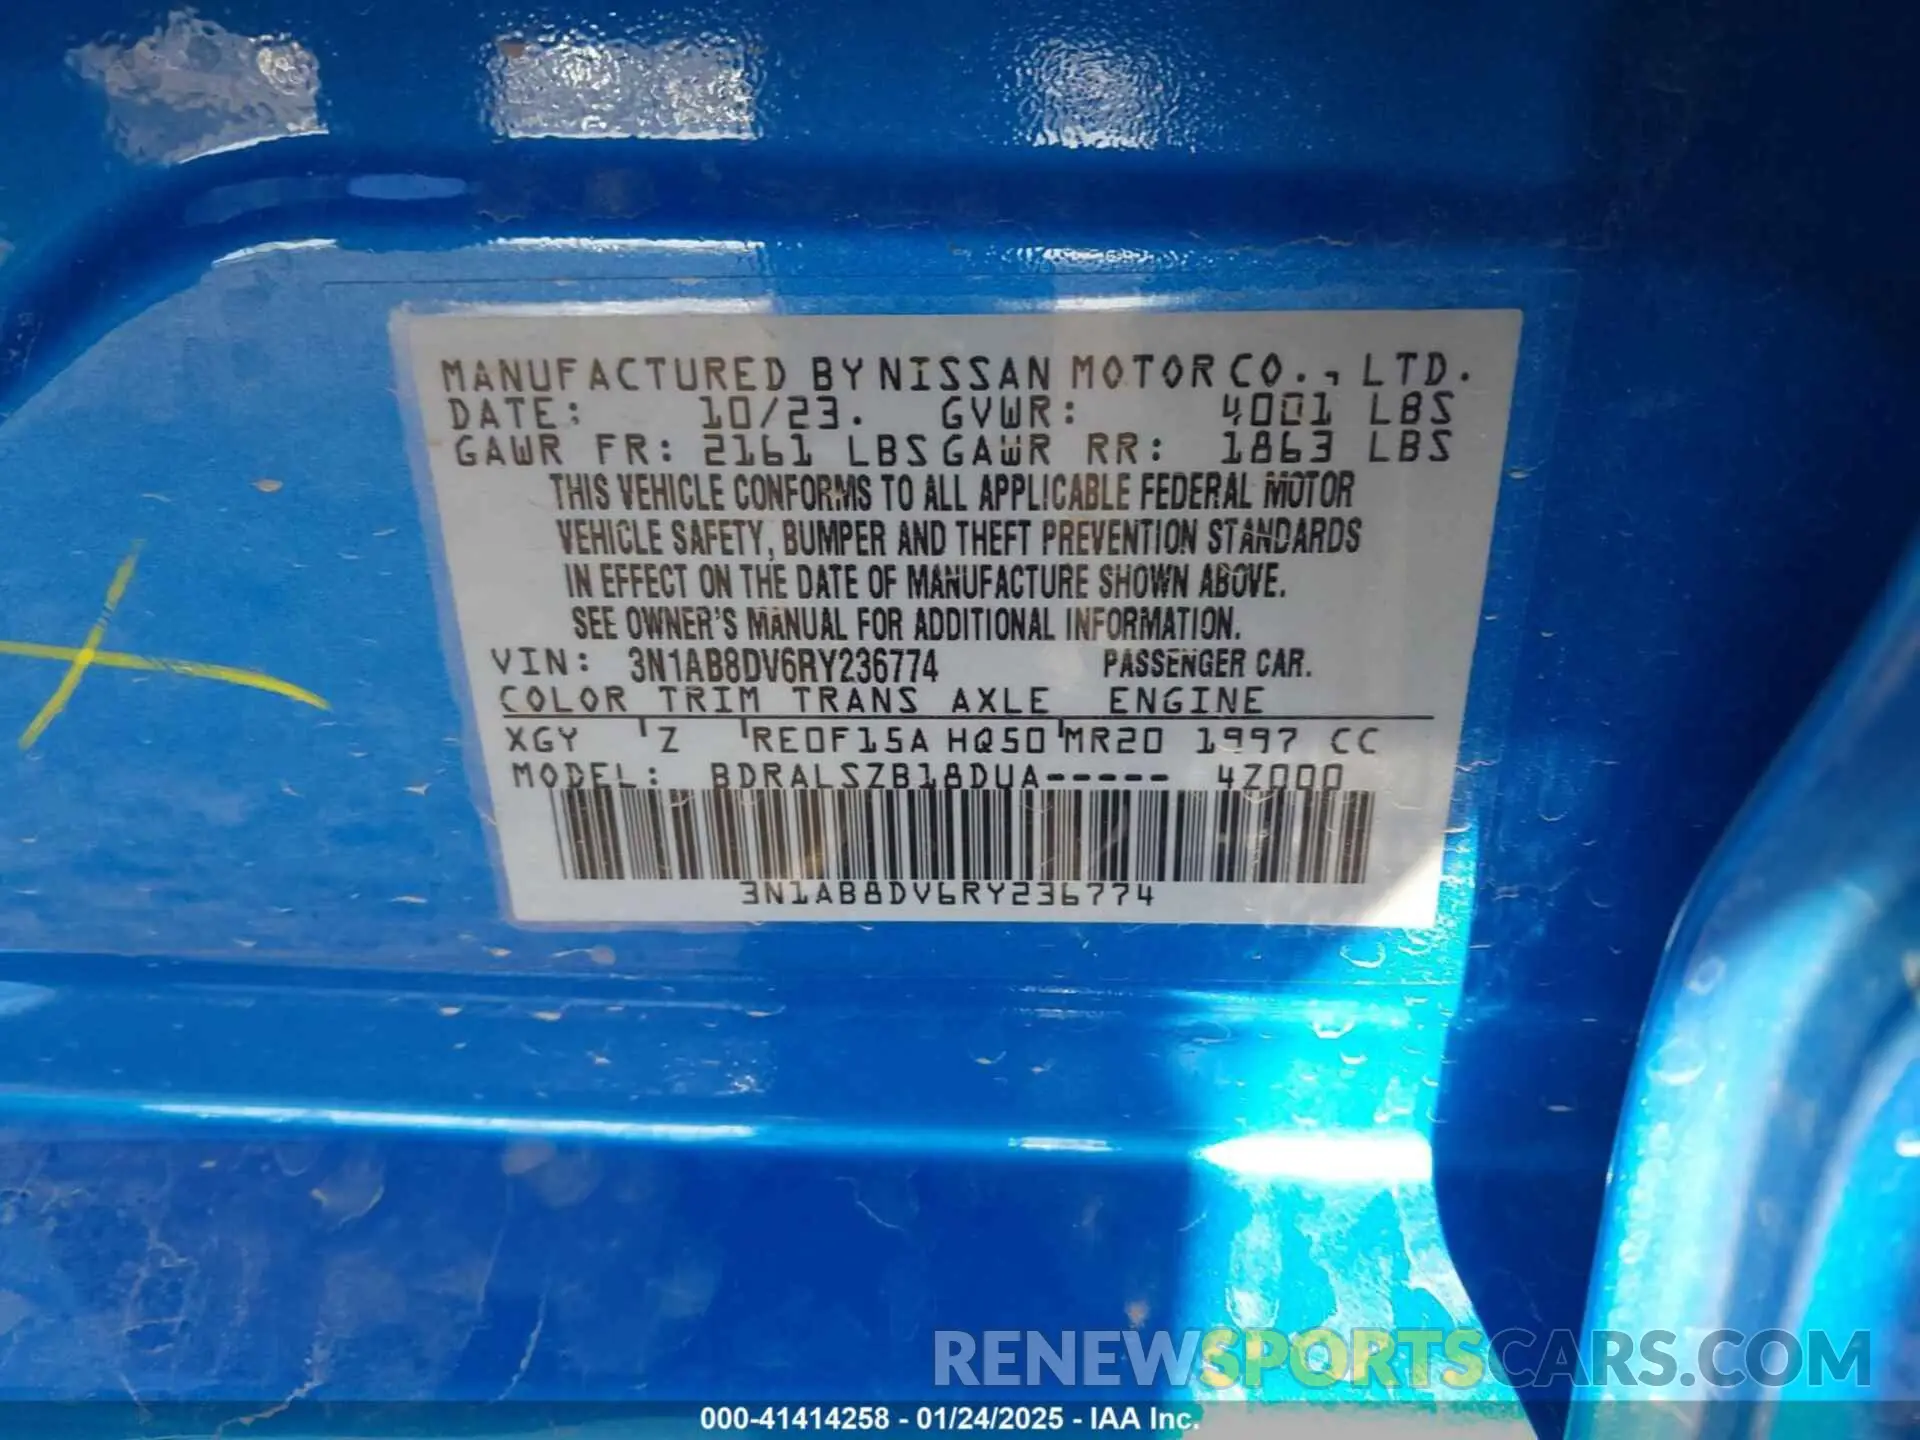 MANUFACTURED BY NISSAN MOTOR CO., LTD.
DATE: 10/23. GVWR: 4001 LBS
GAWR FR: 2161 LBS GAWR RR: 1863 LBS
THIS VEHICLE CONFORMS TO ALL APPLICABLE FEDERAL MOTOR
VEHICLE SAFETY, BUMPER AND THEFT PREVENTION STANDARDS
IN EFFECT ON THE DATE OF MANUFACTURE SHOWN ABOVE.
SEE OWNER'S MANUAL FOR ADDITIONAL INFORMATION.
VIN: 3N1AB8DV6RY236774 PASSENGER CAR.
COLOR TRIM TRANS AXLE ENGINE
XGY Z RE0F15A HQ50 MR20 1997 CC
MODEL: BDRALSZB18DUA----- 4Z000
3N1AB8DV6RY236774
RENEWSPORTSCARS.COM
000-41414258 - 01/24/2025 - IAA Inc.